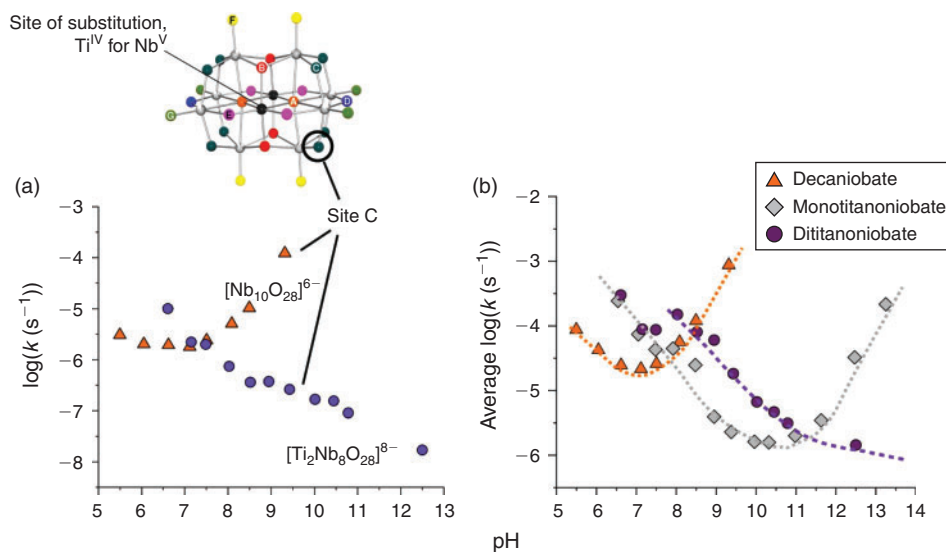 Site of substitution,
Ti^IV for Nb^V
F
B
C
A
D
G
E
(a)
Site C
[Nb10O28]^6−
[Ti2Nb8O28]^8−
log(k (s^−1))
−3
−4
−5
−6
−7
−8
5 6 7 8 9 10 11 12 13
(b)
Decaniobate
Monotitanoniobate
Dititanoniobate
Average log(k (s^−1))
−2
−3
−4
−5
−6
5 6 7 8 9 10 11 12 13 14
pH